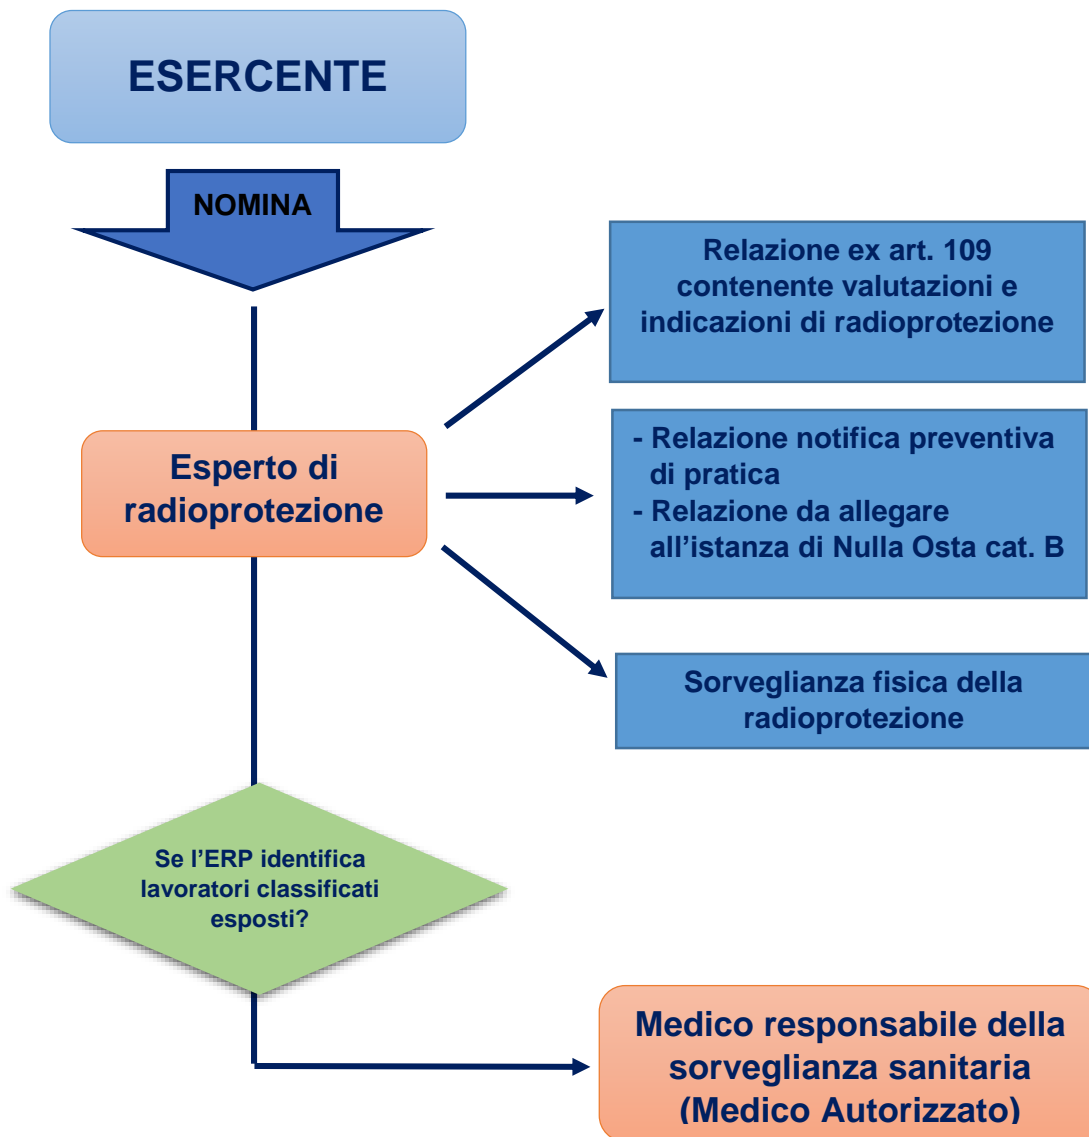 ESERCENTE
NOMINA
Relazione ex art. 109
contenente valutazioni e
indicazioni di radioprotezione
Esperto di
radioprotezione
- Relazione notifica preventiva
di pratica
- Relazione da allegare
all’istanza di Nulla Osta cat. B
Sorveglianza fisica della
radioprotezione
Se l’ERP identifica
lavoratori classificati
esposti?
Medico responsabile della
sorveglianza sanitaria
(Medico Autorizzato)